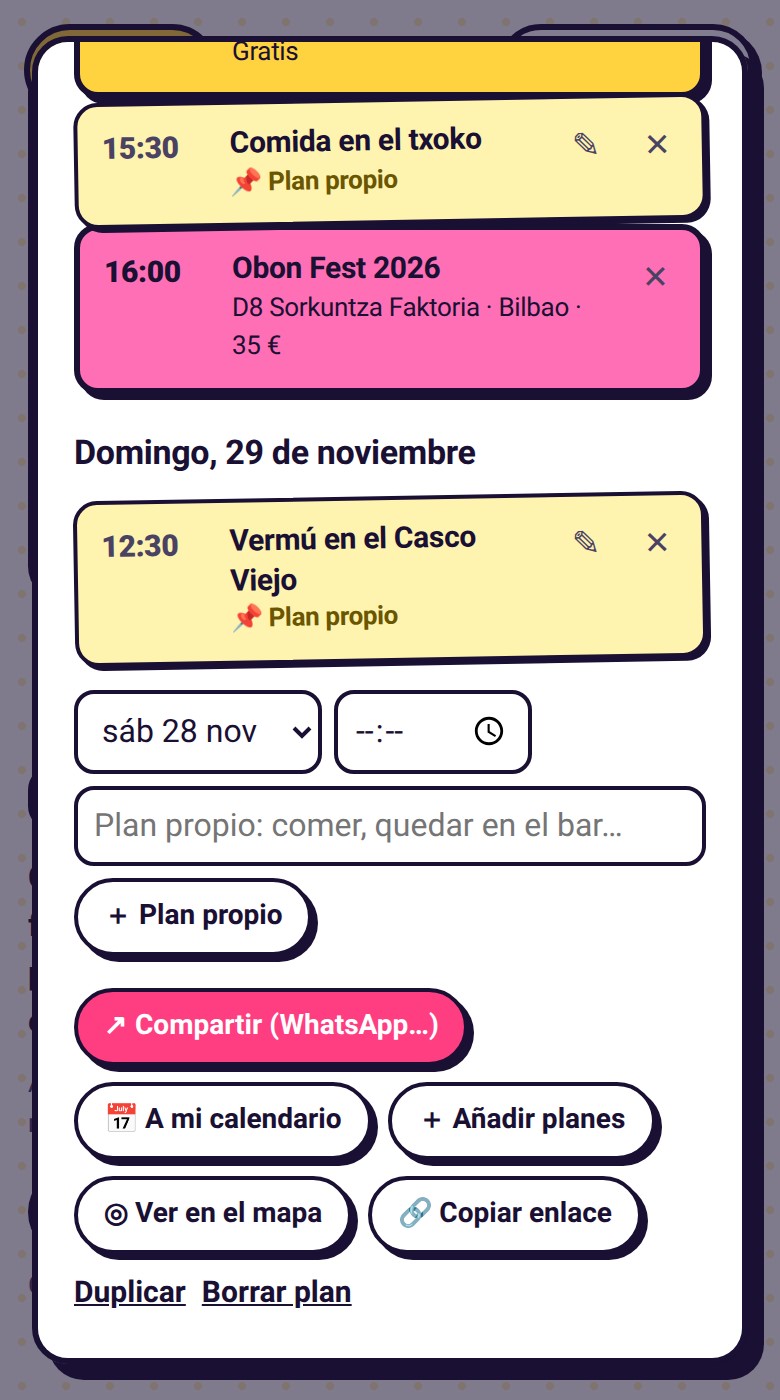 Gratis
15:30 Comida en el txoko ✎ ✕
📌 Plan propio
16:00 Obon Fest 2026 ✕
D8 Sorkuntza Faktoria · Bilbao ·
35 €
Domingo, 29 de noviembre
12:30 Vermú en el Casco ✎ ✕
Viejo
📌 Plan propio
sáb 28 nov --:--
Plan propio: comer, quedar en el bar…
+ Plan propio
↗ Compartir (WhatsApp…)
📅 A mi calendario + Añadir planes
◎ Ver en el mapa 🔗 Copiar enlace
Duplicar Borrar plan